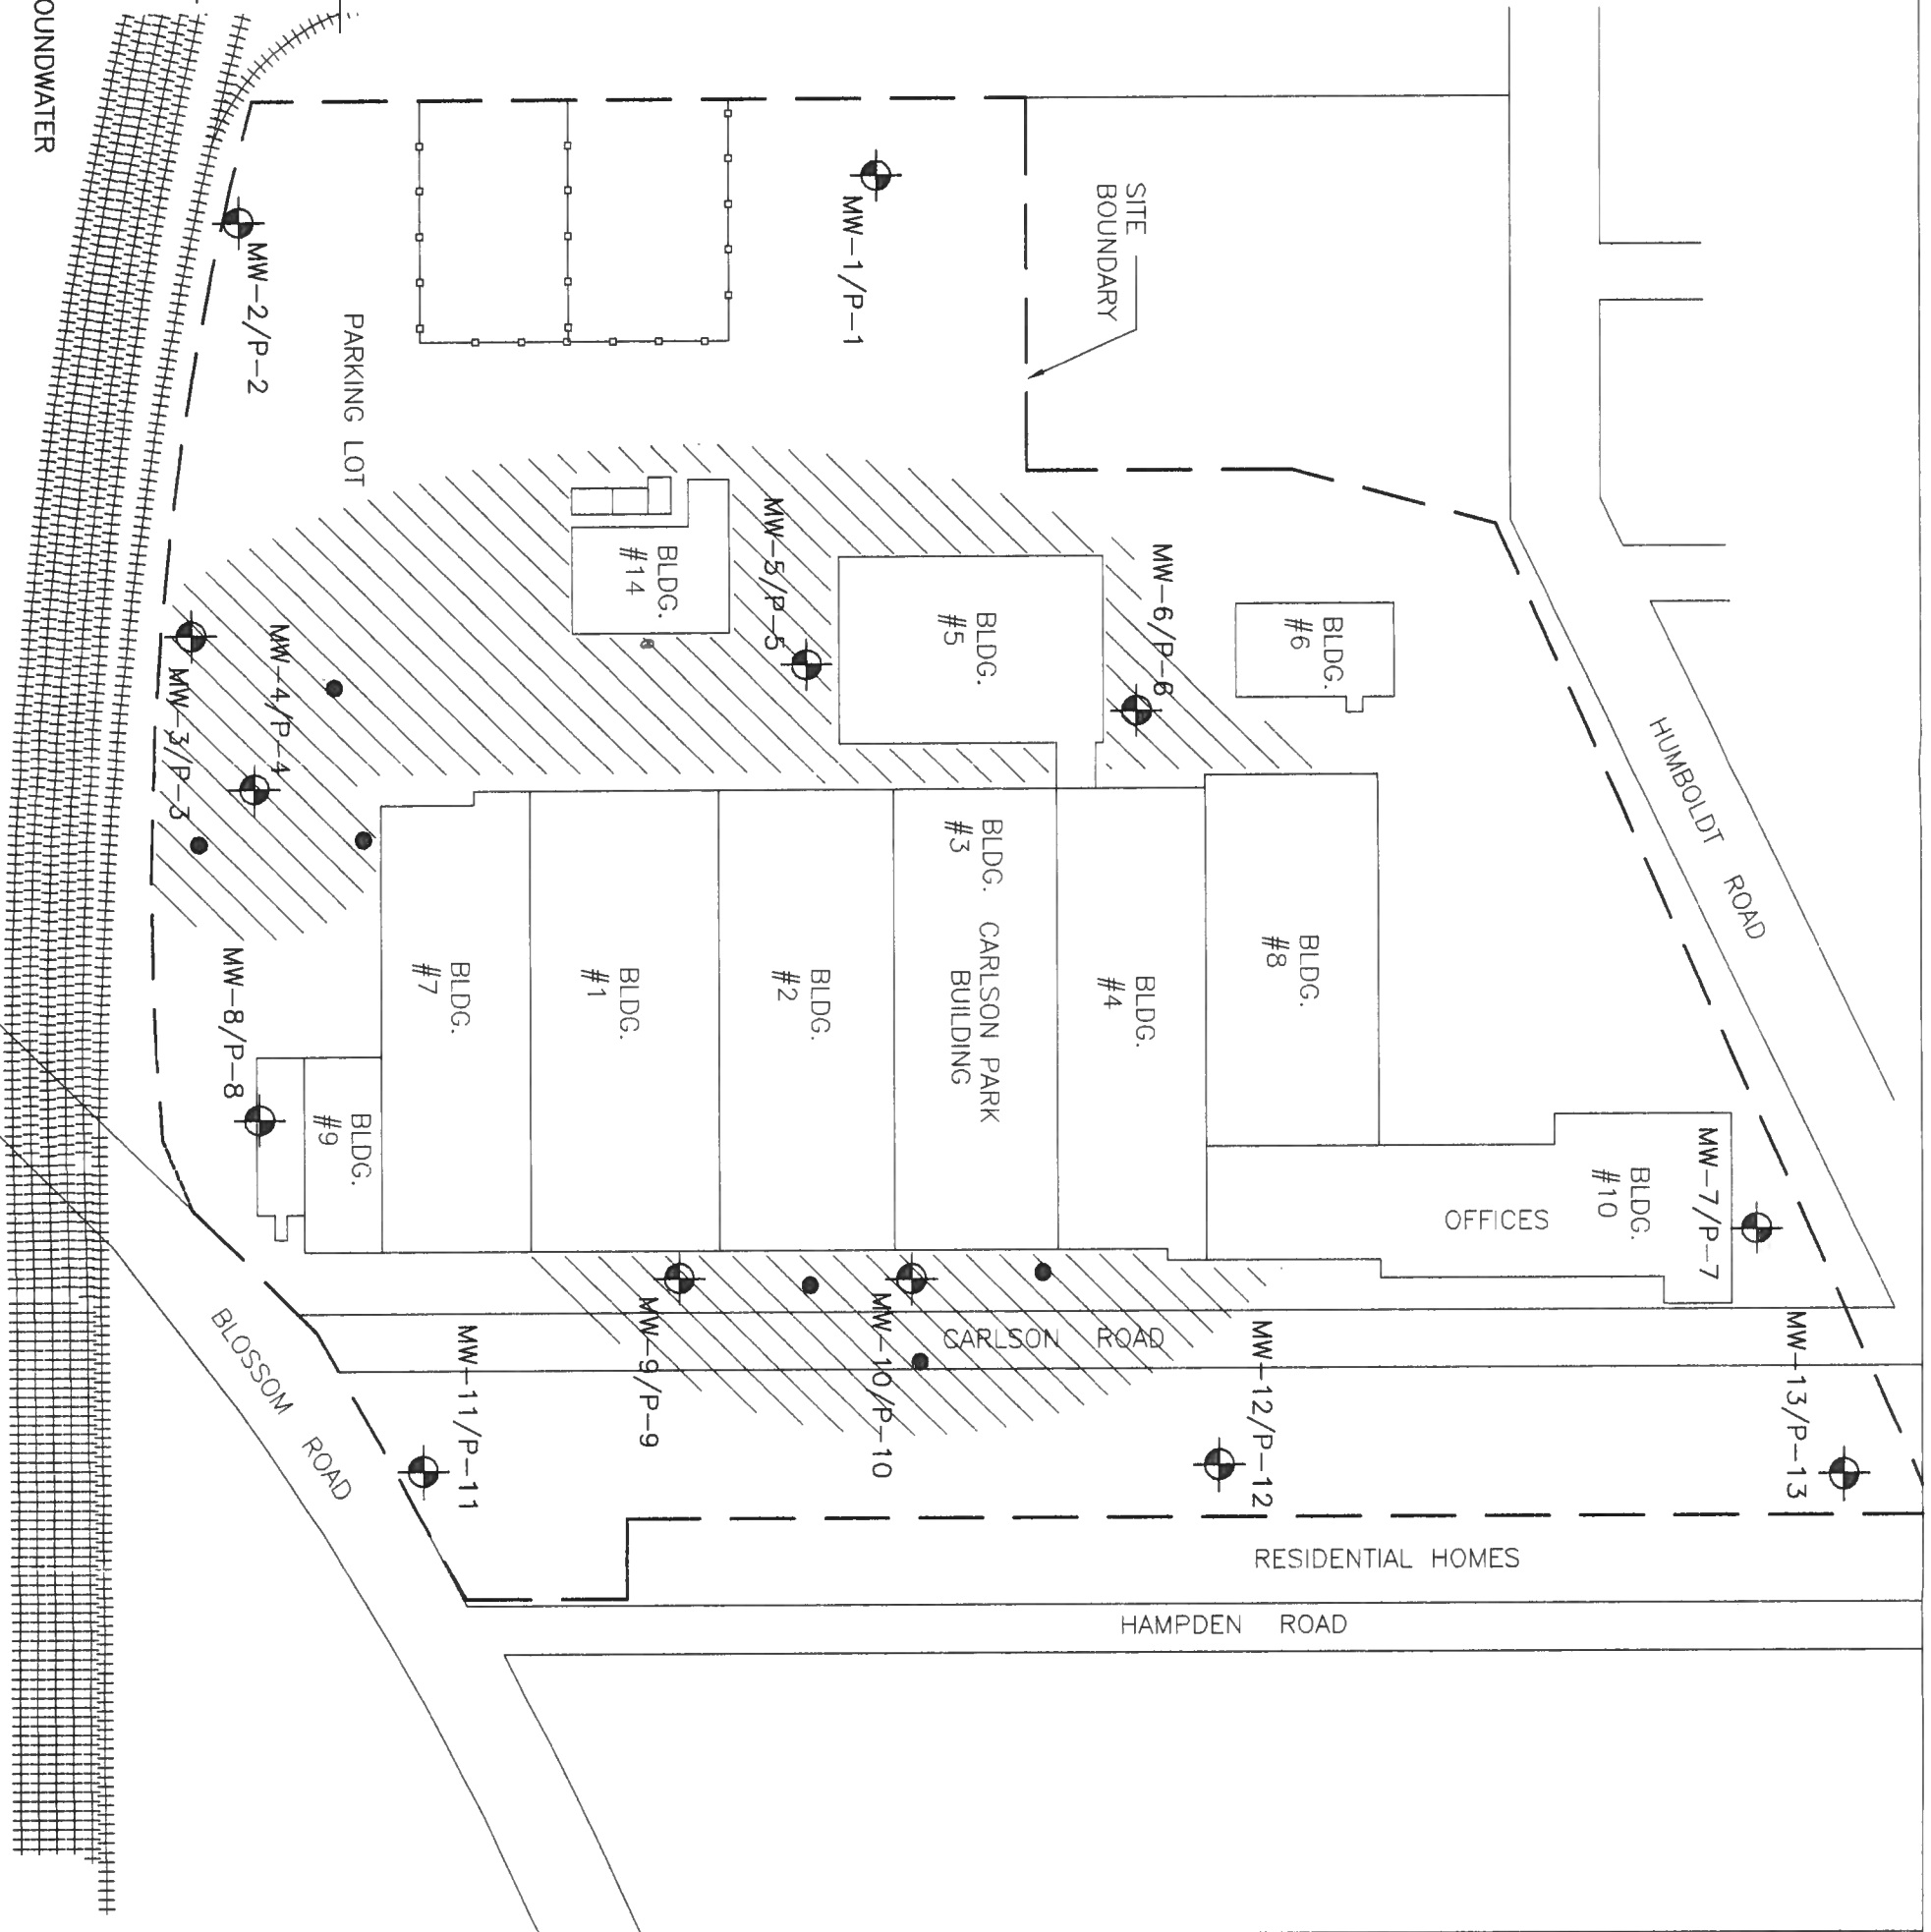 OUNDWATER
SITE
BOUNDARY
MW-1/P-1
MW-2/P-2
PARKING LOT
MW-5/P-5
BLDG.
#14
BLDG.
#5
MW-6/P-6
BLDG.
#6
HUMBOLDT ROAD
MW-4/P-4
MW-3/P-3
MW-8/P-8
BLDG.
#9
BLDG.
#7
BLDG.
#1
BLDG.
#2
BLDG.
#3
CARLSON PARK
BUILDING
BLDG.
#4
BLDG.
#8
OFFICES
BLDG.
#10
MW-7/P-7
BLOSSOM ROAD
MW-11/P-11
MW-9/P-9
MW-10/P-10
CARLSON ROAD
MW-12/P-12
MW-13/P-13
RESIDENTIAL HOMES
HAMPDEN ROAD